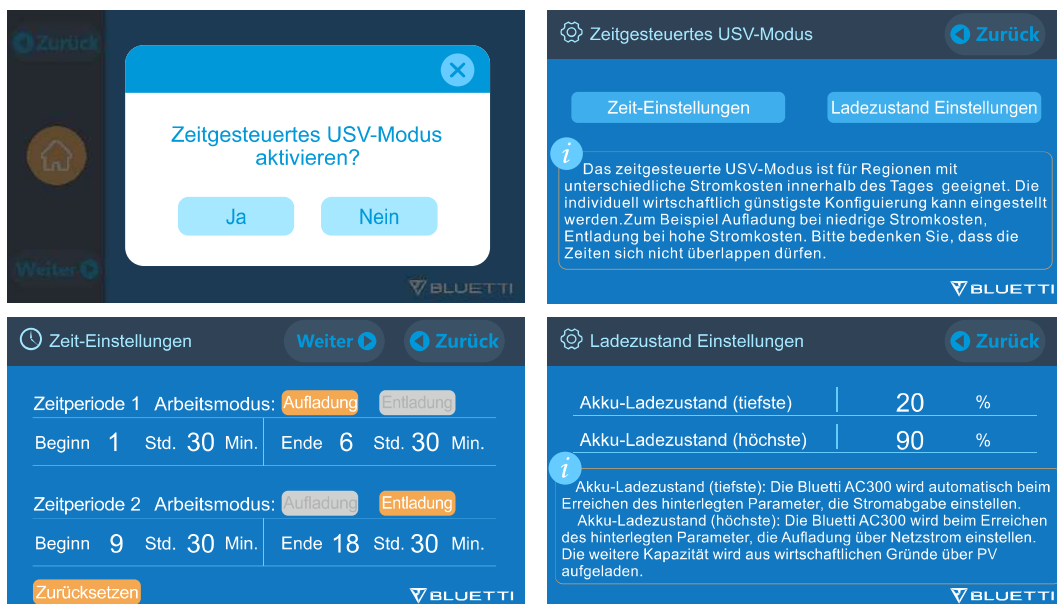 Zurück
Zeitgesteuertes USV-Modus
aktivieren?
Ja
Nein
Weiter
BLUETTI
Zeitgesteuertes USV-Modus
Zurück
Zeit-Einstellungen
Ladezustand Einstellungen
i
Das zeitgesteuerte USV-Modus ist für Regionen mit
unterschiedliche Stromkosten innerhalb des Tages geeignet. Die
individuell wirtschaftlich günstigste Konfiguierung kann eingestellt
werden.Zum Beispiel Aufladung bei niedrige Stromkosten,
Entladung bei hohe Stromkosten. Bitte bedenken Sie, dass die
Zeiten sich nicht überlappen dürfen.
BLUETTI
Zeit-Einstellungen
Weiter
Zurück
Zeitperiode 1 Arbeitsmodus: Aufladung Entladung
Beginn 1 Std. 30 Min. Ende 6 Std. 30 Min.
Zeitperiode 2 Arbeitsmodus: Aufladung Entladung
Beginn 9 Std. 30 Min. Ende 18 Std. 30 Min.
Zurücksetzen
BLUETTI
Ladezustand Einstellungen
Zurück
Akku-Ladezustand (tiefste) 20 %
Akku-Ladezustand (höchste) 90 %
i
Akku-Ladezustand (tiefste): Die Bluetti AC300 wird automatisch beim
Erreichen des hinterlegten Parameter, die Stromabgabe einstellen.
Akku-Ladezustand (höchste): Die Bluetti AC300 wird beim Erreichen
des hinterlegten Parameter, die Aufladung über Netzstrom einstellen.
Die weitere Kapazität wird aus wirtschaftlichen Gründe über PV
aufgeladen.
BLUETTI